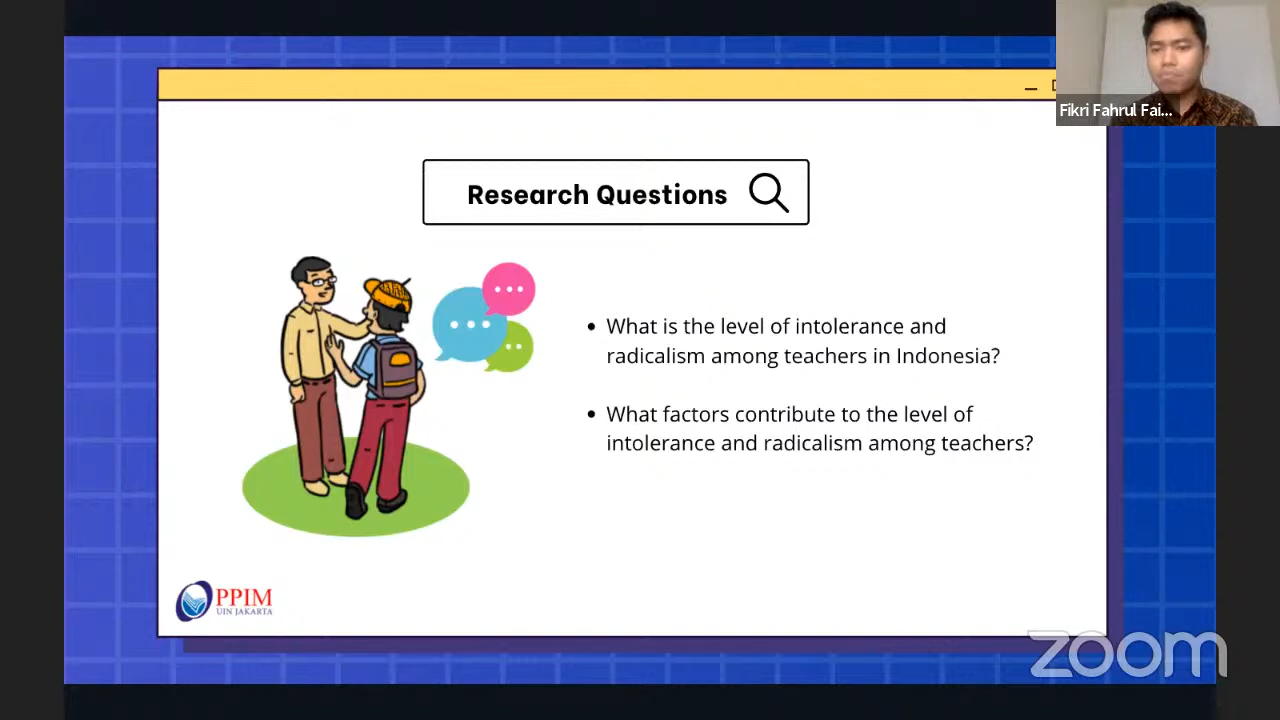 Fikri Fahrul Fai...
Research Questions
• What is the level of intolerance and
radicalism among teachers in Indonesia?
• What factors contribute to the level of
intolerance and radicalism among teachers?
PPIM
UIN JAKARTA
zoom